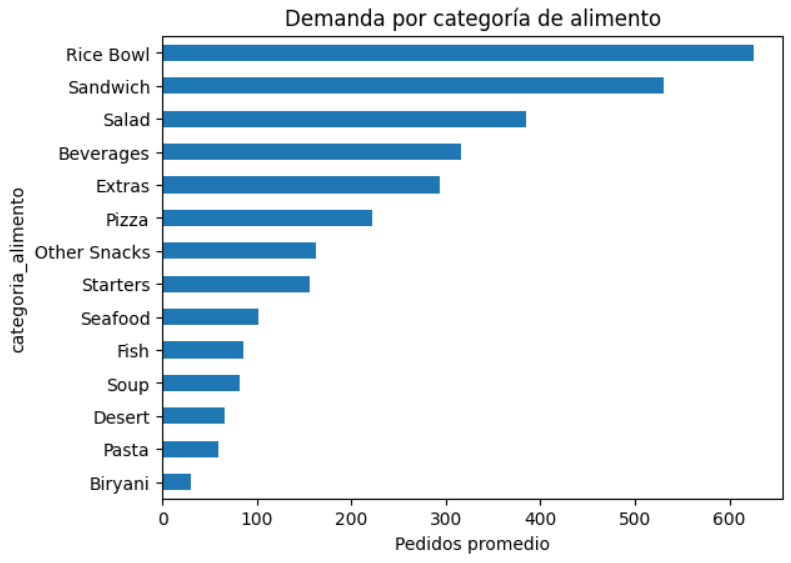 Demanda por categoría de alimento
categoria_alimento
Rice Bowl
Sandwich
Salad
Beverages
Extras
Pizza
Other Snacks
Starters
Seafood
Fish
Soup
Desert
Pasta
Biryani
0 100 200 300 400 500 600
Pedidos promedio